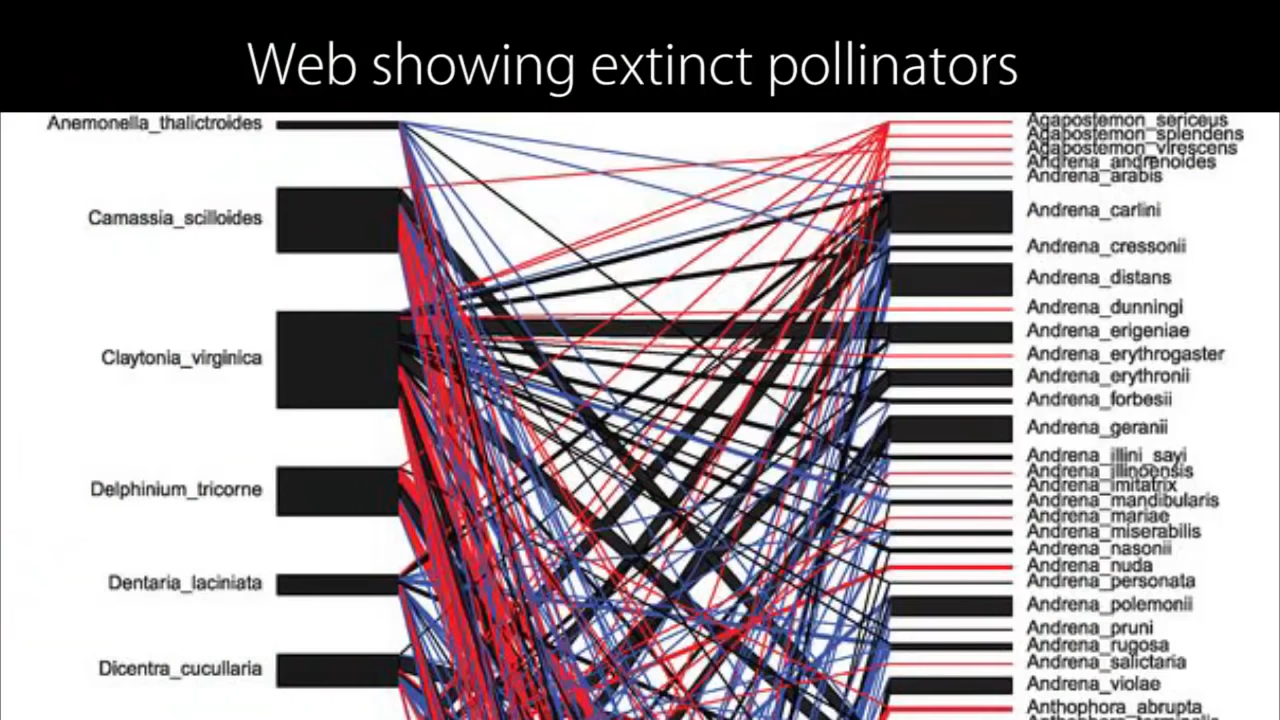 Web showing extinct pollinators
Anemonella_thalictroides
Camassia_scilloides
Claytonia_virginica
Delphinium_tricorne
Dentaria_laciniata
Dicentra_cucullaria
Agapostemon_sericeus
Agapostemon_splendens
Agapostemon_virescens
Andrena_andrenoides
Andrena_arabis
Andrena_carlini
Andrena_cressonii
Andrena_distans
Andrena_dunningi
Andrena_erigeniae
Andrena_erythrogaster
Andrena_erythronii
Andrena_forbesii
Andrena_geranii
Andrena_illini_sayi
Andrena_illinoensis
Andrena_imitatrix
Andrena_mandibularis
Andrena_mariae
Andrena_miserabilis
Andrena_nasonii
Andrena_nuda
Andrena_personata
Andrena_polemonii
Andrena_pruni
Andrena_rugosa
Andrena_salictaria
Andrena_violae
Anthophora_abrupta